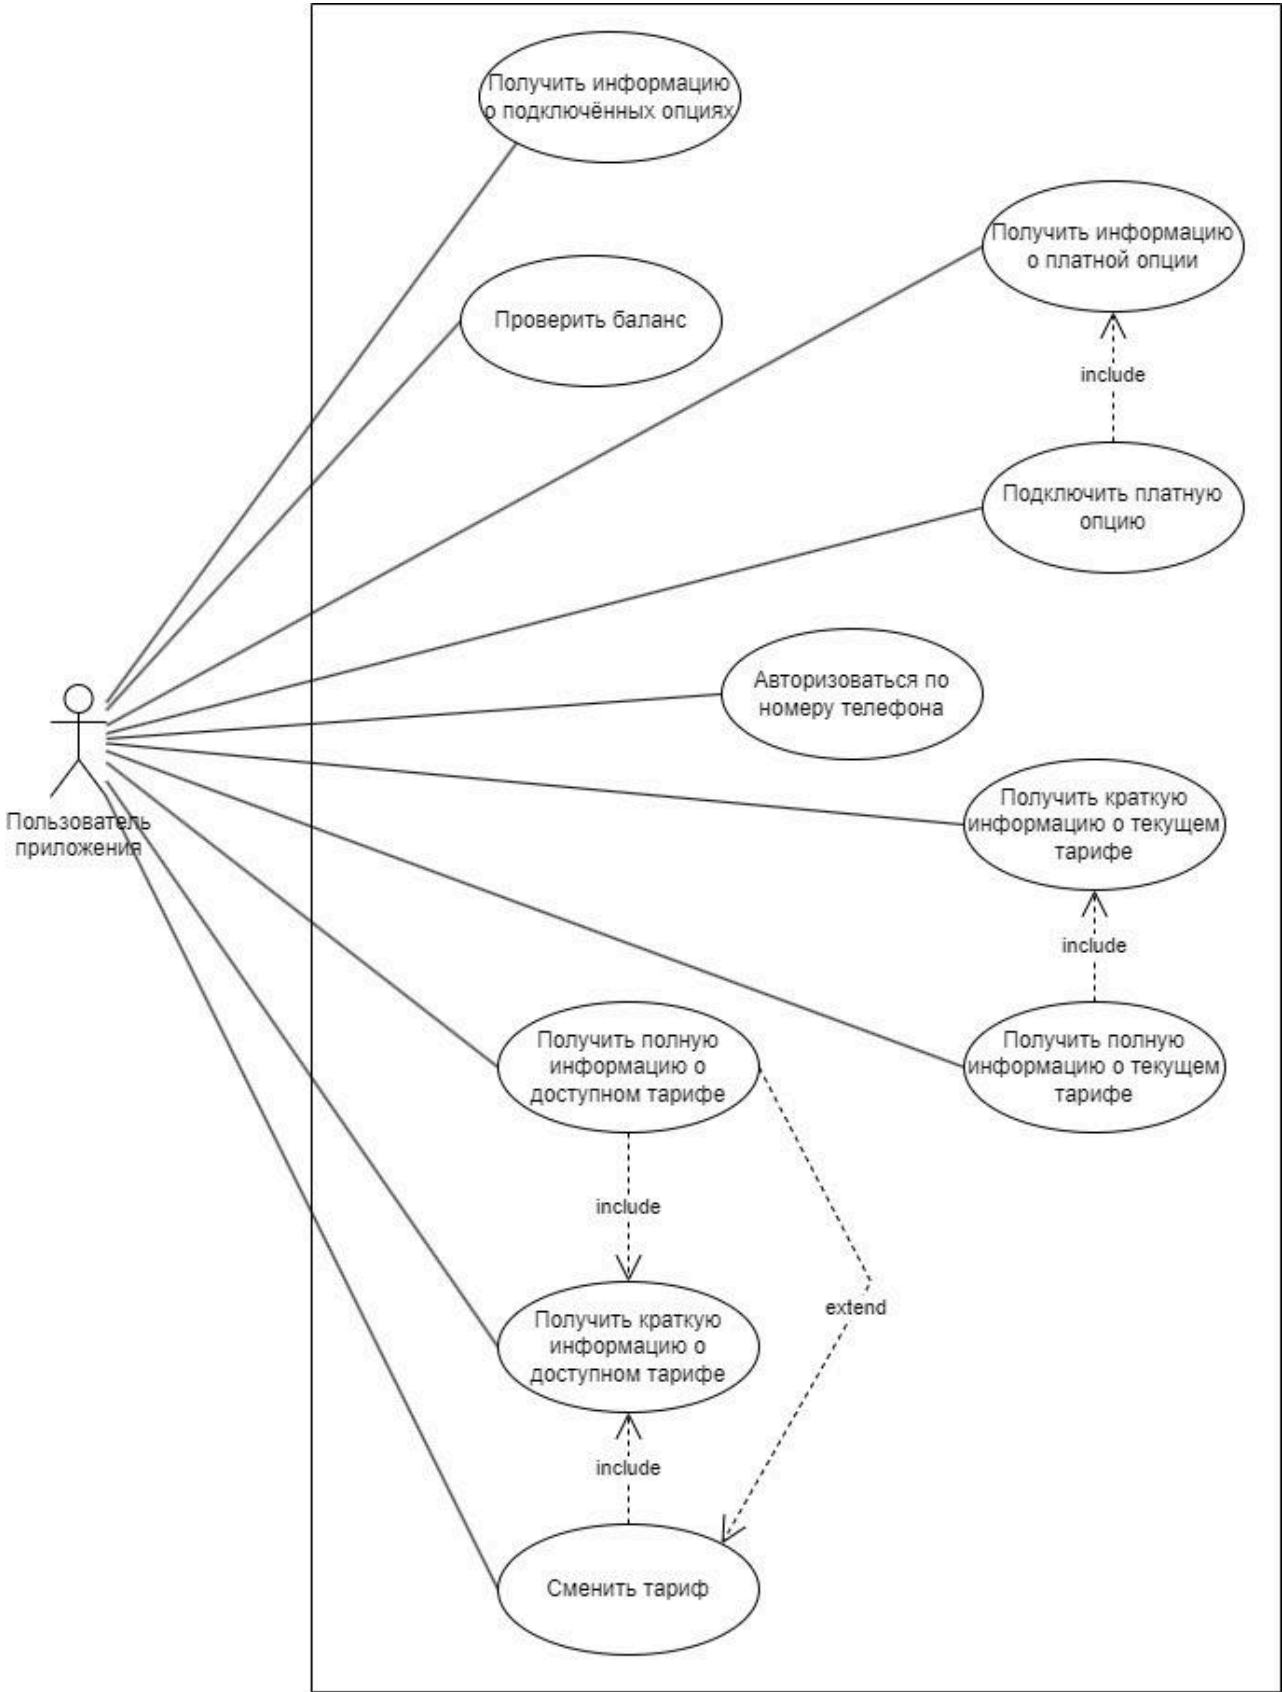 Получить информацию
о подключённых опциях
Получить информацию
о платной опции
Проверить баланс
include
Подключить платную
опцию
Авторизоваться по
номеру телефона
Пользователь
приложения
Получить краткую
информацию о текущем
тарифе
include
Получить полную
информацию о
доступном тарифе
Получить полную
информацию о текущем
тарифе
include
extend
Получить краткую
информацию о
доступном тарифе
include
Сменить тариф